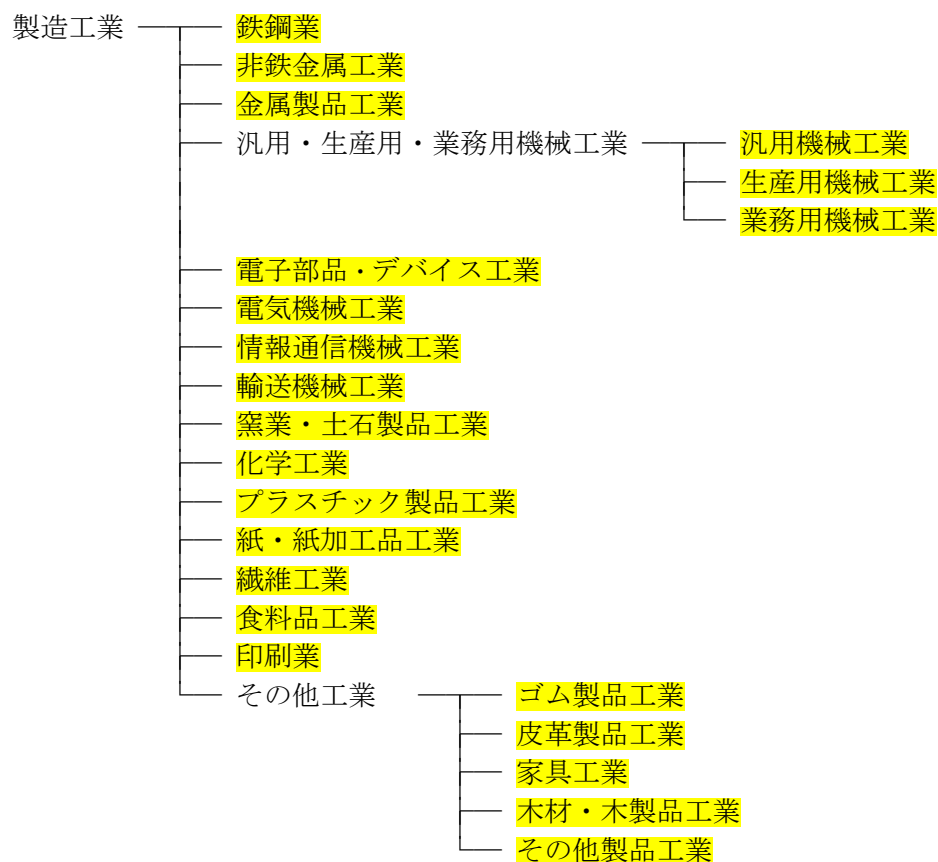 製造工業 鉄鋼業
非鉄金属工業
金属製品工業
汎用・生産用・業務用機械工業 汎用機械工業
生産用機械工業
業務用機械工業
電子部品・デバイス工業
電気機械工業
情報通信機械工業
輸送機械工業
窯業・土石製品工業
化学工業
プラスチック製品工業
紙・紙加工品工業
繊維工業
食料品工業
印刷業
その他工業 ゴム製品工業
皮革製品工業
家具工業
木材・木製品工業
その他製品工業